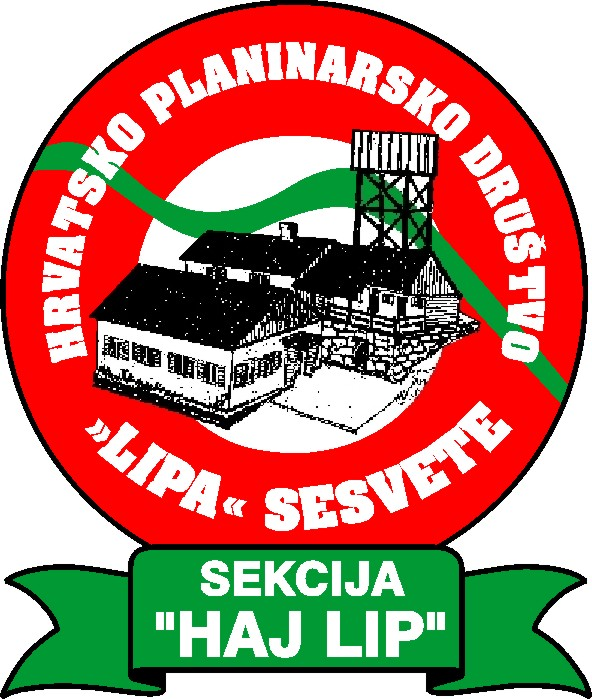 HRVATSKO PLANINARSKO DRUŠTVO
»LIPA« SESVETE
SEKCIJA
"HAJ LIP"